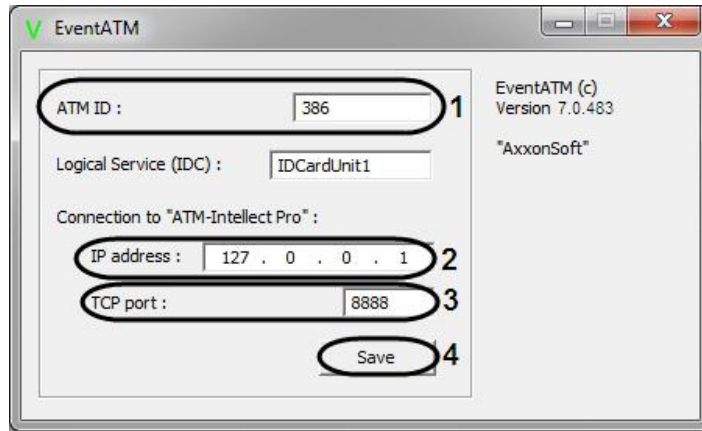 EventATM
ATM ID : 386 1
Logical Service (IDC) : IDCardUnit1
Connection to "ATM-Intellect Pro" :
IP address : 127 . 0 . 0 . 1 2
TCP port : 8888 3
Save 4
EventATM (c)
Version 7.0.483
"AxxonSoft"